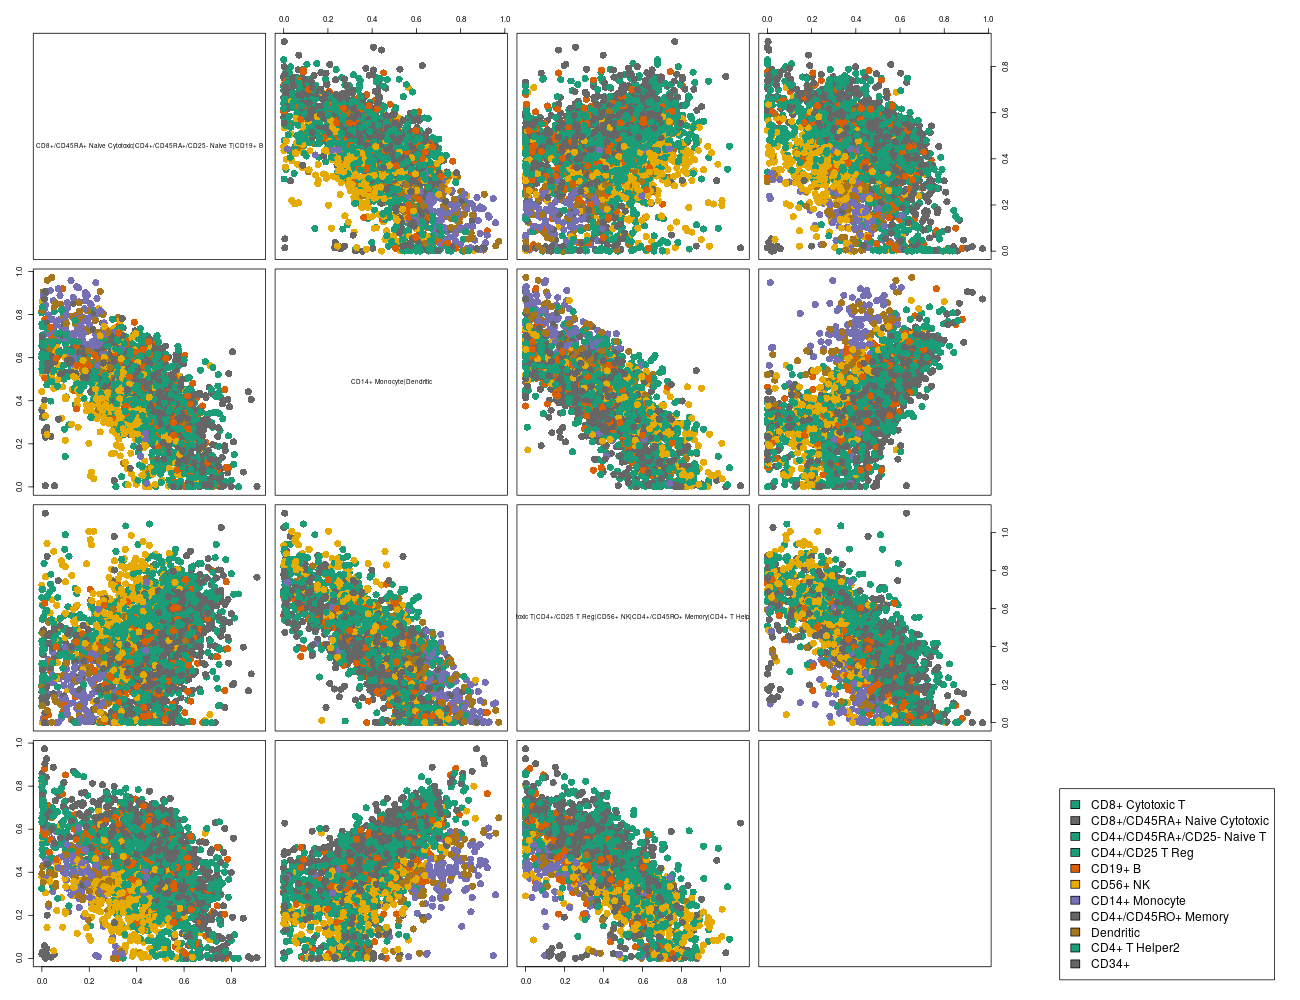 0.0 0.2 0.4 0.6 0.8 1.0 0.0 0.2 0.4 0.6 0.8 1.0
CD8+/CD45RA+ Naive Cytotoxic|CD4+/CD45RA+/CD25- Naive T|CD19+ B
0.8
0.6
0.4
0.2
0.0
1.0
0.8
0.6
0.4
0.2
0.0
CD14+ Monocyte|Dendritic
toxic T|CD4+/CD25 T Reg|CD56+ NK|CD4+/CD45RO+ Memory|CD4+ T Help
1.0
0.8
0.6
0.4
0.2
0.0
1.0
0.8
0.6
0.4
0.2
0.0
0.0 0.2 0.4 0.6 0.8 0.0 0.2 0.4 0.6 0.8 1.0
CD8+ Cytotoxic T
CD8+/CD45RA+ Naive Cytotoxic
CD4+/CD45RA+/CD25- Naive T
CD4+/CD25 T Reg
CD19+ B
CD56+ NK
CD14+ Monocyte
CD4+/CD45RO+ Memory
Dendritic
CD4+ T Helper2
CD34+